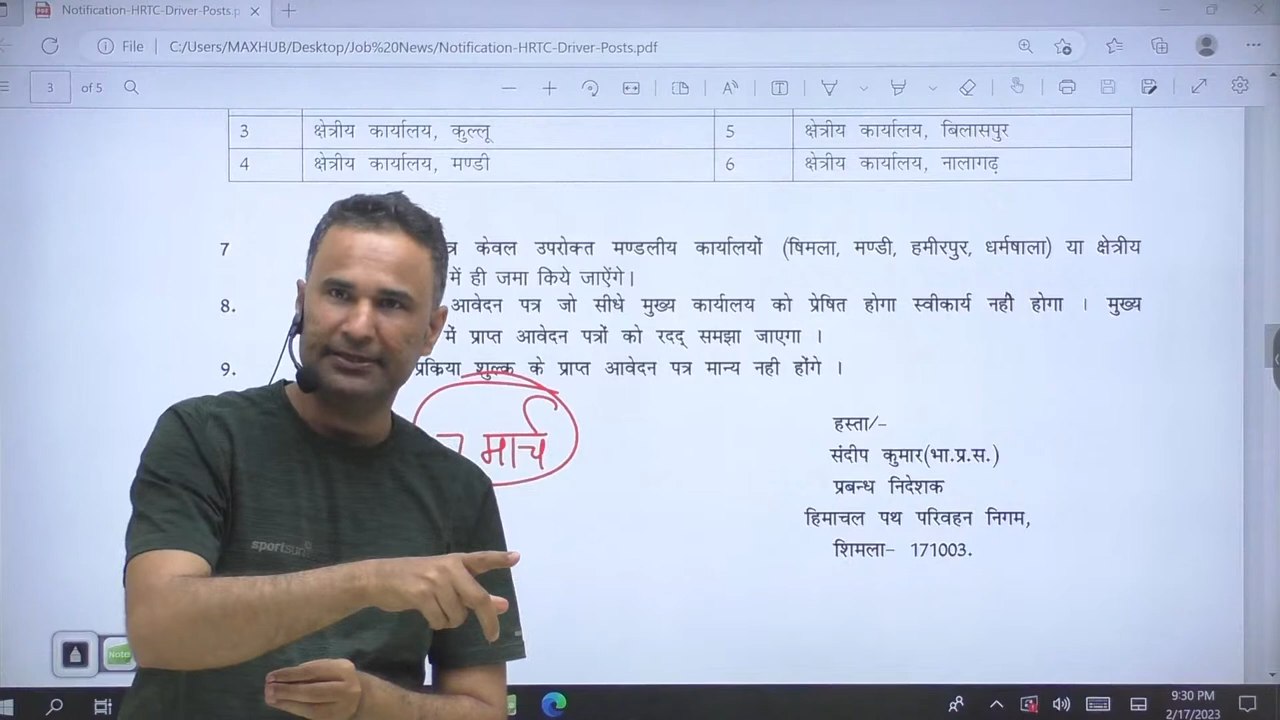 Notification-HRTC-Driver-Posts.p
File C:/Users/MAXHUB/Desktop/Job%20News/Notification-HRTC-Driver-Posts.pdf
3 of 5
3 क्षेत्रीय कार्यालय, कुल्लू 5 क्षेत्रीय कार्यालय, बिलासपुर
4 क्षेत्रीय कार्यालय, मण्डी 6 क्षेत्रीय कार्यालय, नालागढ़
7 केवल उपरोक्त मण्डलीय कार्यालयों (षिमला, मण्डी, हमीरपुर, धर्मषाला) या क्षेत्रीय
में ही जमा किये जाऐंगे।
8. आवेदन पत्र जो सीधे मुख्य कार्यालय को प्रेषित होगा स्वीकार्य नही होगा । मुख्य
में प्राप्त आवेदन पत्रों को रदद् समझा जाएगा ।
9. प्रकिया शुल्क के प्राप्त आवेदन पत्र मान्य नही होंगे ।
मार्च
हस्ता/-
संदीप कुमार(भा.प्र.स.)
प्रबन्ध निदेशक
हिमाचल पथ परिवहन निगम,
शिमला- 171003.
sportsun
Note
9:30 PM
2/17/2023